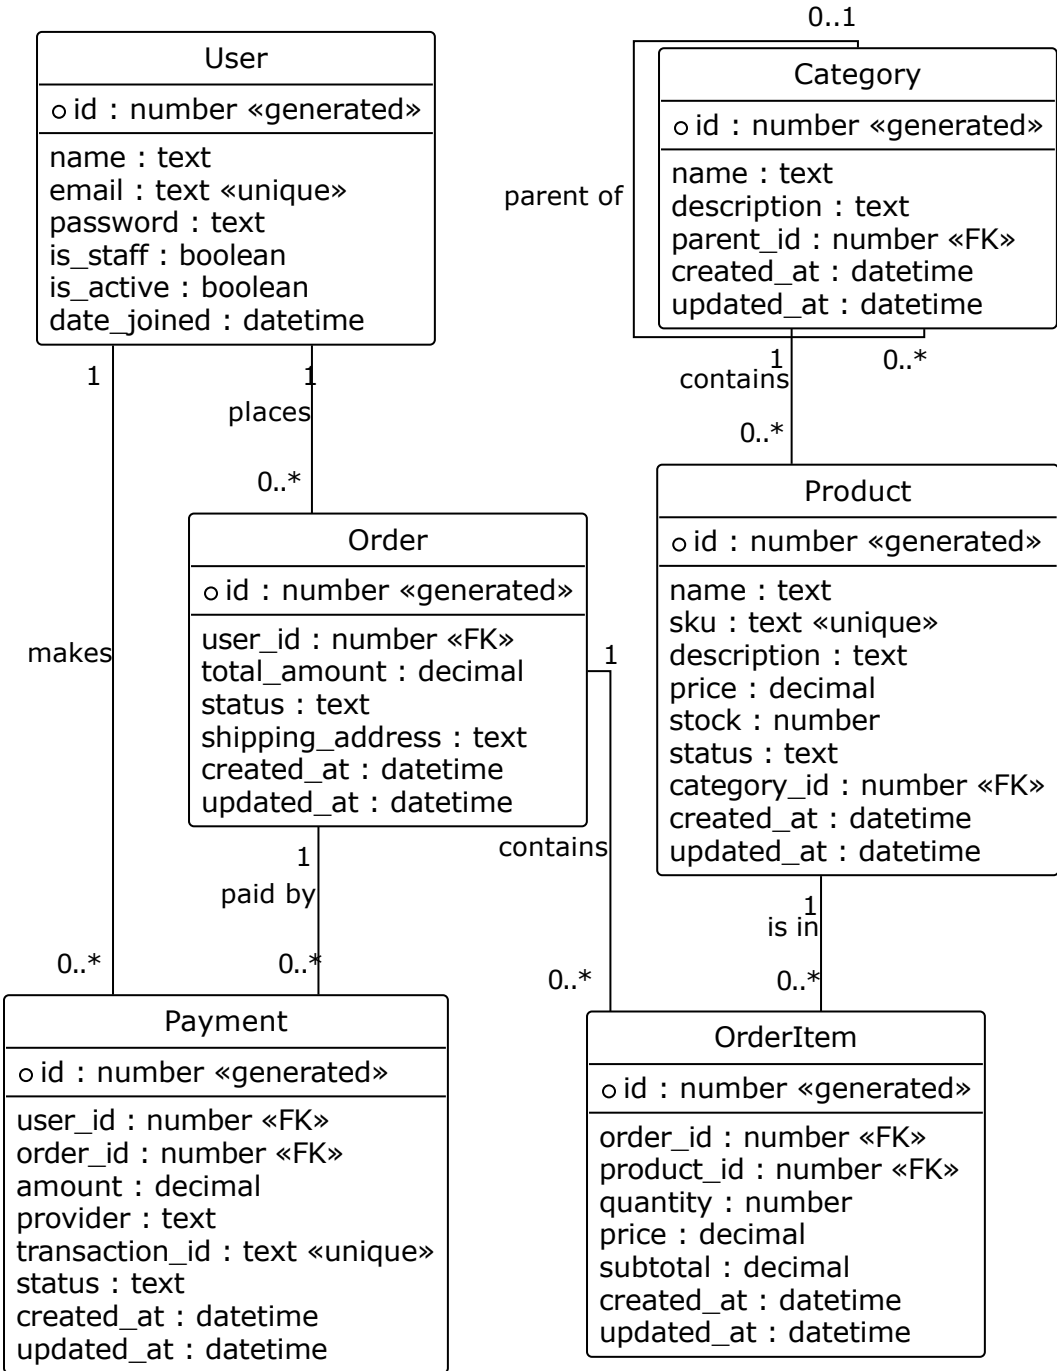 User
id : number «generated»
name : text
email : text «unique»
password : text
is_staff : boolean
is_active : boolean
date_joined : datetime
0..1
Category
id : number «generated»
name : text
description : text
parent_id : number «FK»
created_at : datetime
updated_at : datetime
parent of
0..*
1
contains
0..*
1
places
0..*
1
makes
0..*
Order
id : number «generated»
user_id : number «FK»
total_amount : decimal
status : text
shipping_address : text
created_at : datetime
updated_at : datetime
Product
id : number «generated»
name : text
sku : text «unique»
description : text
price : decimal
stock : number
status : text
category_id : number «FK»
created_at : datetime
updated_at : datetime
1
paid by
0..*
1
contains
0..*
1
is in
0..*
Payment
id : number «generated»
user_id : number «FK»
order_id : number «FK»
amount : decimal
provider : text
transaction_id : text «unique»
status : text
created_at : datetime
updated_at : datetime
OrderItem
id : number «generated»
order_id : number «FK»
product_id : number «FK»
quantity : number
price : decimal
subtotal : decimal
created_at : datetime
updated_at : datetime